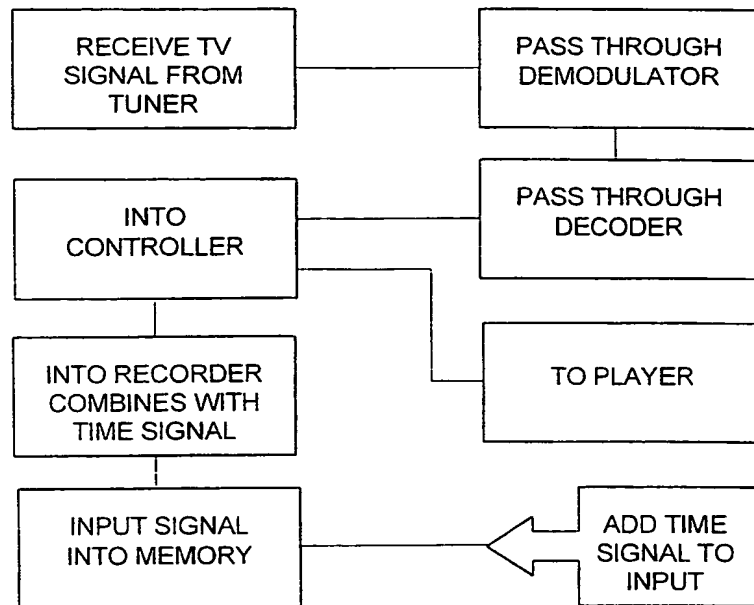 RECEIVE TV
SIGNAL FROM
TUNER
PASS THROUGH
DEMODULATOR
INTO
CONTROLLER
PASS THROUGH
DECODER
INTO RECORDER
COMBINES WITH
TIME SIGNAL
TO PLAYER
INPUT SIGNAL
INTO MEMORY
ADD TIME
SIGNAL TO
INPUT